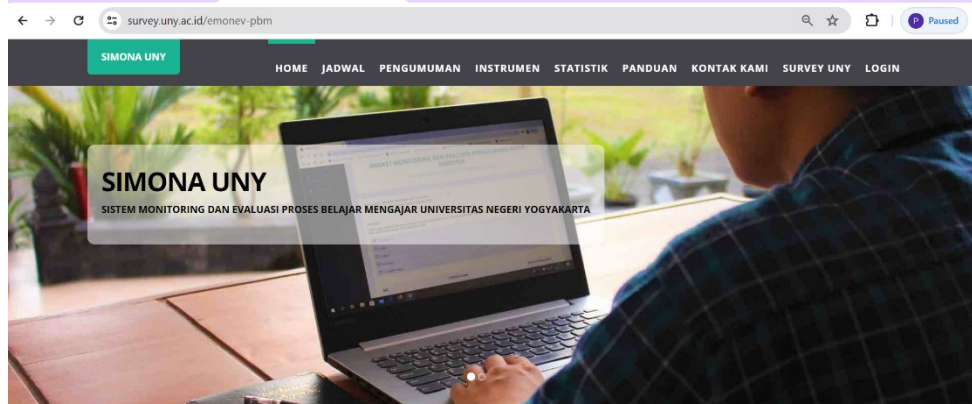 survey.uny.ac.id/emonev-pbm
P Paused
SIMONA UNY
HOME JADWAL PENGUMUMAN INSTRUMEN STATISTIK PANDUAN KONTAK KAMI SURVEY UNY LOGIN
SIMONA UNY
SISTEM MONITORING DAN EVALUASI PROSES BELAJAR MENGAJAR UNIVERSITAS NEGERI YOGYAKARTA